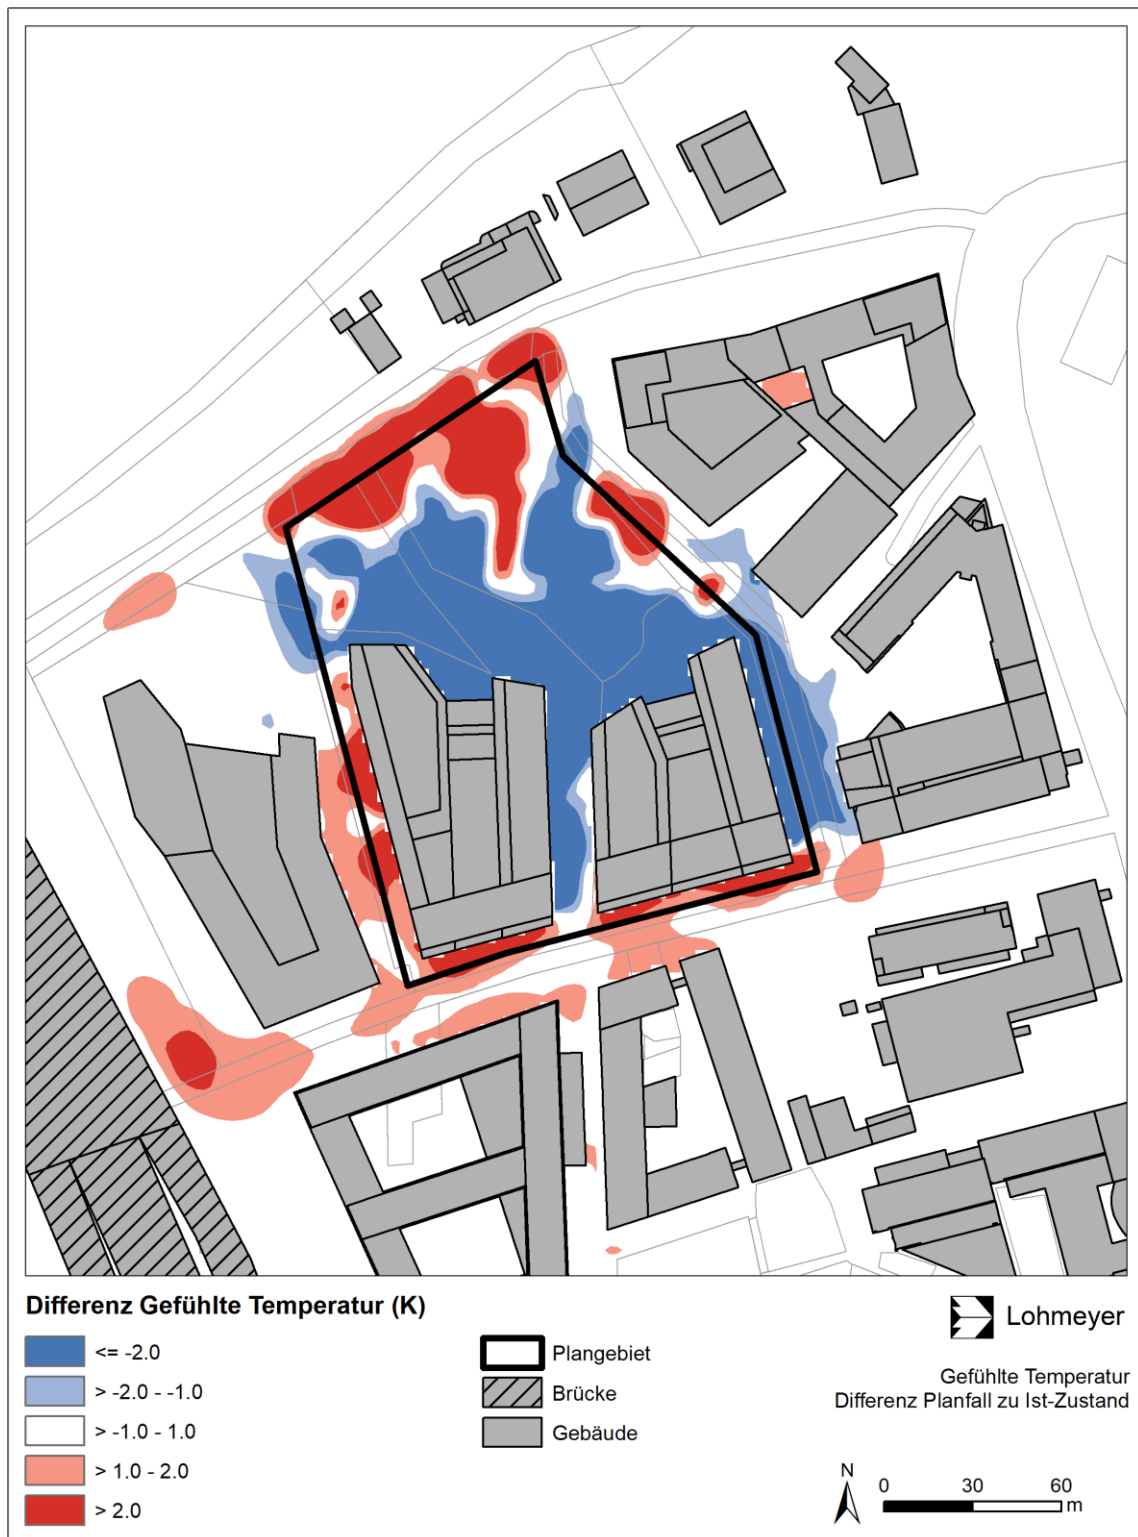 Differenz Gefühlte Temperatur (K)
<= -2.0
> -2.0 - -1.0
> -1.0 - 1.0
> 1.0 - 2.0
> 2.0
Plangebiet
Brücke
Gebäude
Lohmeyer
Gefühlte Temperatur
Differenz Planfall zu Ist-Zustand
N
0 30 60
m